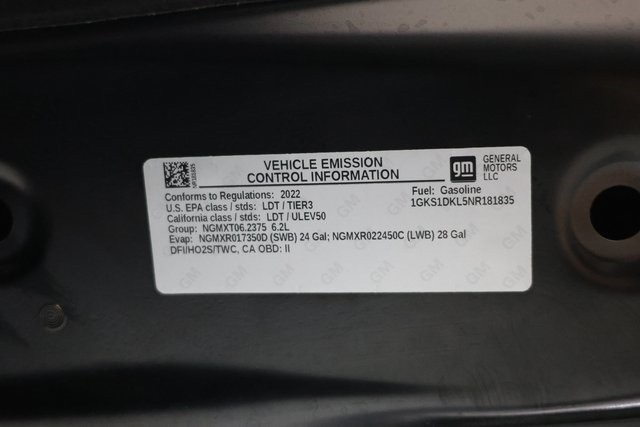 VEHICLE EMISSION
CONTROL INFORMATION
gm
GENERAL
MOTORS
LLC
Conforms to Regulations: 2022
Fuel: Gasoline
U.S. EPA class / stds: LDT / TIER3
1GKS1DKL5NR181835
California class / stds: LDT / ULEV50
Group: NGMXT06.2375 6.2L
Evap: NGMXR017350D (SWB) 24 Gal; NGMXR022450C (LWB) 28 Gal
DFI/HO2S/TWC, CA OBD: II